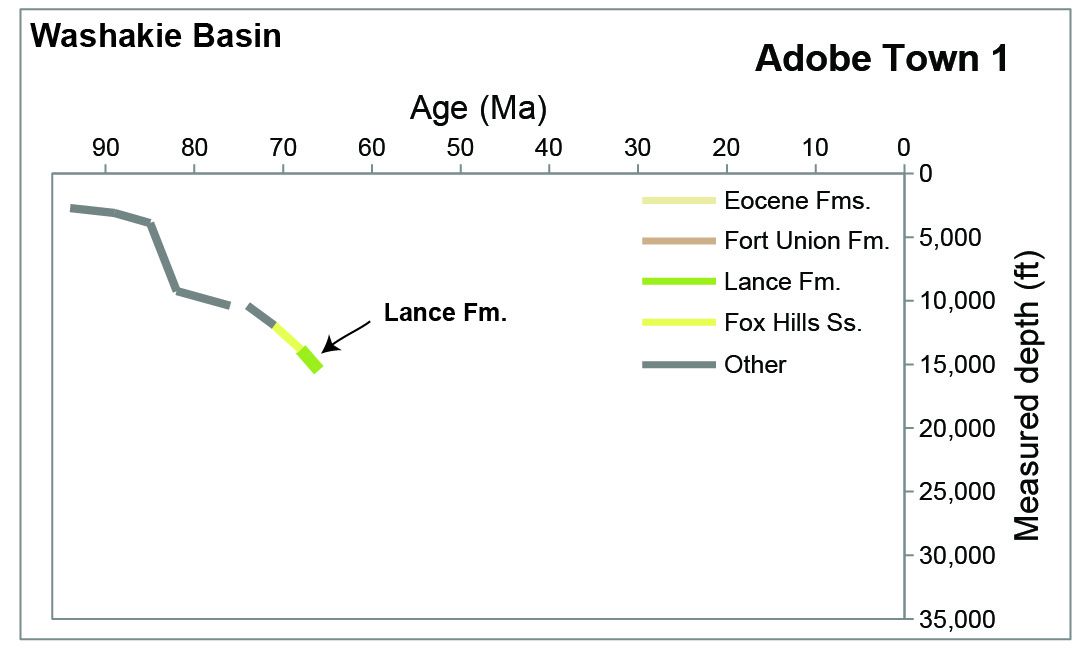 Washakie Basin
Adobe Town 1
Age (Ma)
90 80 70 60 50 40 30 20 10 0
0
5,000
10,000
15,000
20,000
25,000
30,000
35,000
Measured depth (ft)
Eocene Fms.
Fort Union Fm.
Lance Fm.
Fox Hills Ss.
Other
Lance Fm.